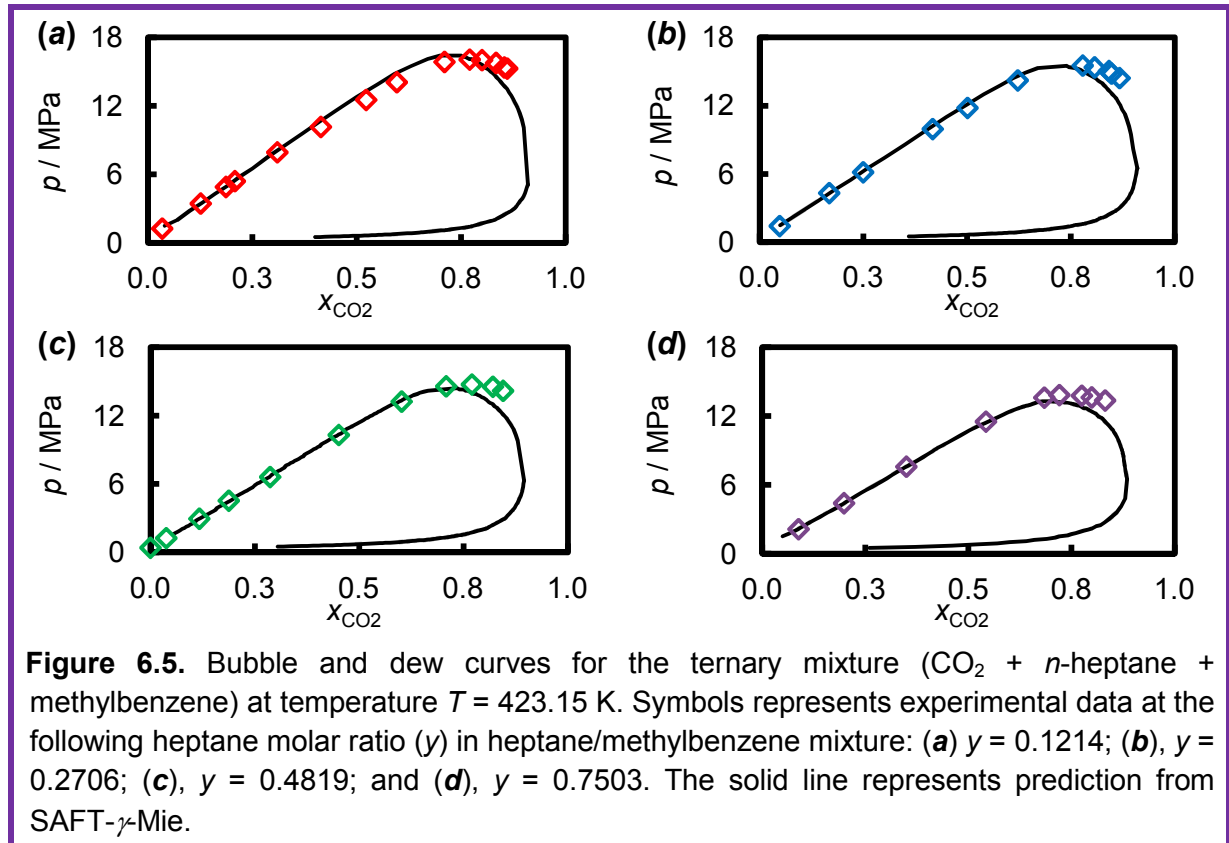 (a)
18
12
6
0
p / MPa
0.0 0.3 0.5 0.8 1.0
xCO2
(b)
18
12
6
0
p / MPa
0.0 0.3 0.5 0.8 1.0
xCO2
(c)
18
12
6
0
p / MPa
0.0 0.3 0.5 0.8 1.0
xCO2
(d)
18
12
6
0
p / MPa
0.0 0.3 0.5 0.8 1.0
xCO2
Figure 6.5. Bubble and dew curves for the ternary mixture (CO2 + n-heptane +
methylbenzene) at temperature T = 423.15 K. Symbols represents experimental data at the
following heptane molar ratio (y) in heptane/methylbenzene mixture: (a) y = 0.1214; (b), y =
0.2706; (c), y = 0.4819; and (d), y = 0.7503. The solid line represents prediction from
SAFT-γ-Mie.